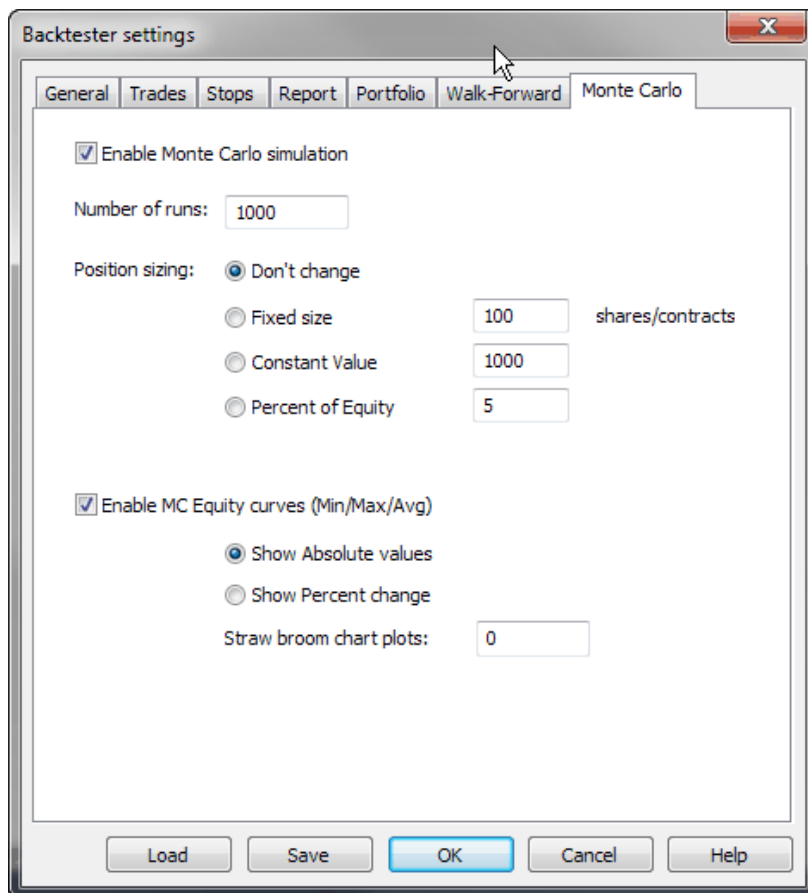 Backtester settings
General Trades Stops Report Portfolio Walk-Forward Monte Carlo
Enable Monte Carlo simulation
Number of runs: 1000
Position sizing: Don't change
Fixed size 100 shares/contracts
Constant Value 1000
Percent of Equity 5
Enable MC Equity curves (Min/Max/Avg)
Show Absolute values
Show Percent change
Straw broom chart plots: 0
Load Save OK Cancel Help